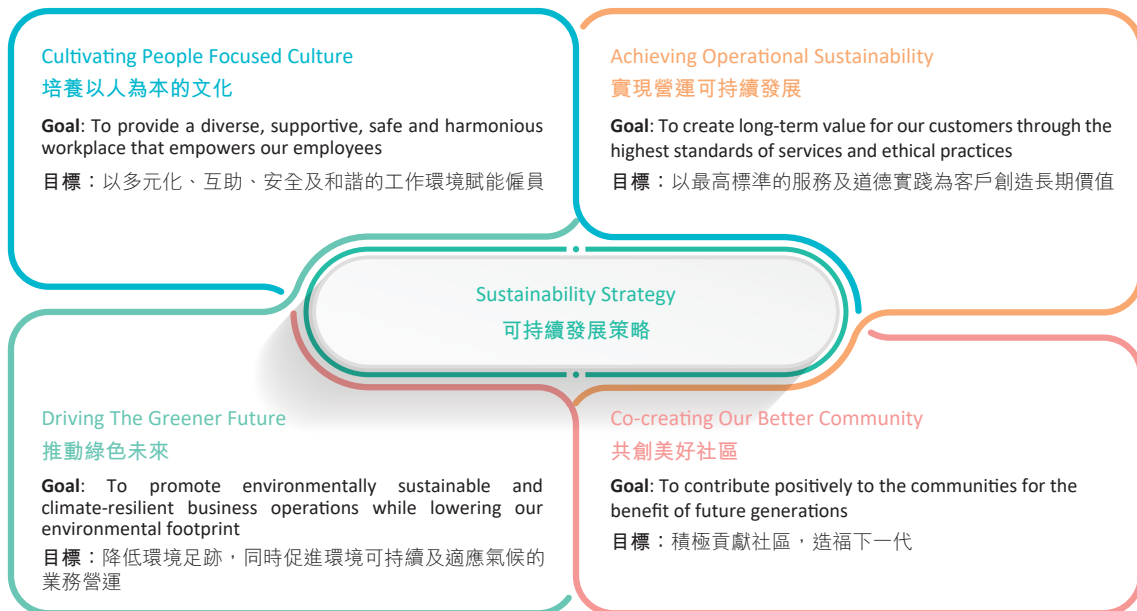 Cultivating People Focused Culture
培養以人為本的文化
Goal: To provide a diverse, supportive, safe and harmonious
workplace that empowers our employees
目標：以多元化、互助、安全及和諧的工作環境賦能僱員
Achieving Operational Sustainability
實現營運可持續發展
Goal: To create long-term value for our customers through the
highest standards of services and ethical practices
目標：以最高標準的服務及道德實踐為客戶創造長期價值
Sustainability Strategy
可持續發展策略
Driving The Greener Future
推動綠色未來
Goal: To promote environmentally sustainable and
climate-resilient business operations while lowering our
environmental footprint
目標：降低環境足跡，同時促進環境可持續及適應氣候的
業務營運
Co-creating Our Better Community
共創美好社區
Goal: To contribute positively to the communities for the
benefit of future generations
目標：積極貢獻社區，造福下一代